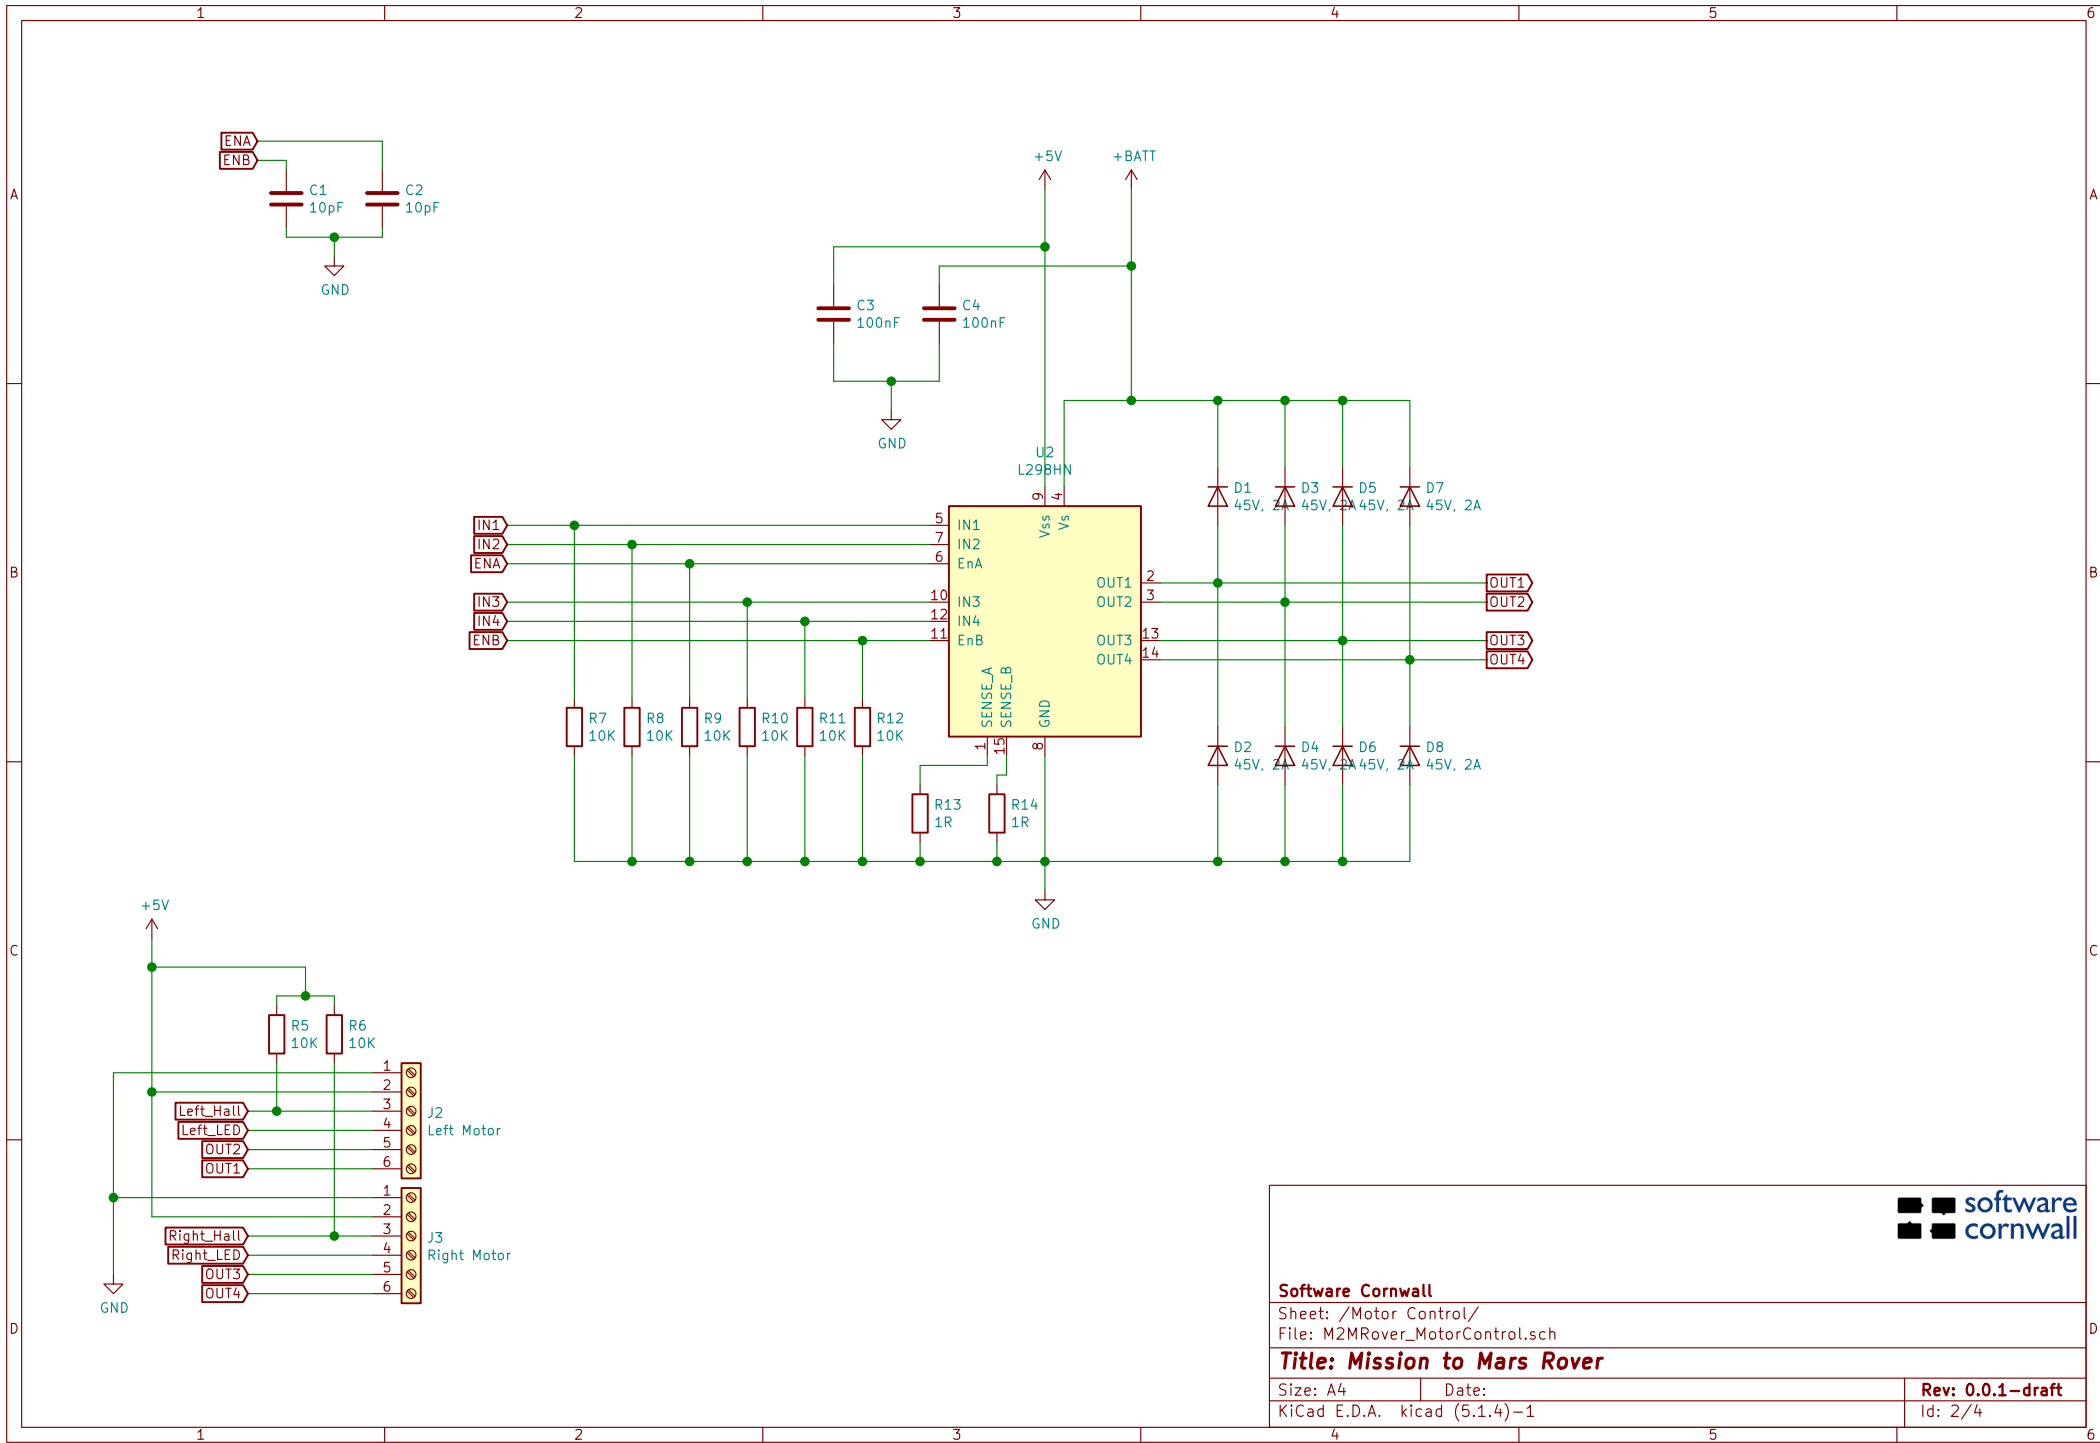 1 2 3 4 5 6
A
A
ENA
ENB
C1
10pF
C2
10pF
GND
+5V
+BATT
C3
100nF
C4
100nF
GND
U2
L298HN
B
B
IN1
IN2
ENA
IN3
IN4
ENB
5 IN1
7 IN2
6 EnA
10 IN3
12 IN4
11 EnB
9 Vss
4 Vs
OUT1 2
OUT2 3
OUT3 13
OUT4 14
SENSE_A 1
SENSE_B 15
GND 8
D1
45V, 2A
D3
45V, 2A
D5
45V, 2A
D7
45V, 2A
OUT1
OUT2
OUT3
OUT4
R7
10K
R8
10K
R9
10K
R10
10K
R11
10K
R12
10K
D2
45V, 2A
D4
45V, 2A
D6
45V, 2A
D8
45V, 2A
R13
1R
R14
1R
GND
C
C
+5V
R5
10K
R6
10K
1
2
Left_Hall 3
Left_LED 4
OUT2 5
OUT1 6
J2
Left Motor
1
2
Right_Hall 3
Right_LED 4
OUT3 5
OUT4 6
J3
Right Motor
GND
D
D
software
cornwall
Software Cornwall
Sheet: /Motor Control/
File: M2MRover_MotorControl.sch
Title: Mission to Mars Rover
Size: A4 Date: Rev: 0.0.1-draft
KiCad E.D.A. kicad (5.1.4)-1 Id: 2/4
1 2 3 4 5 6